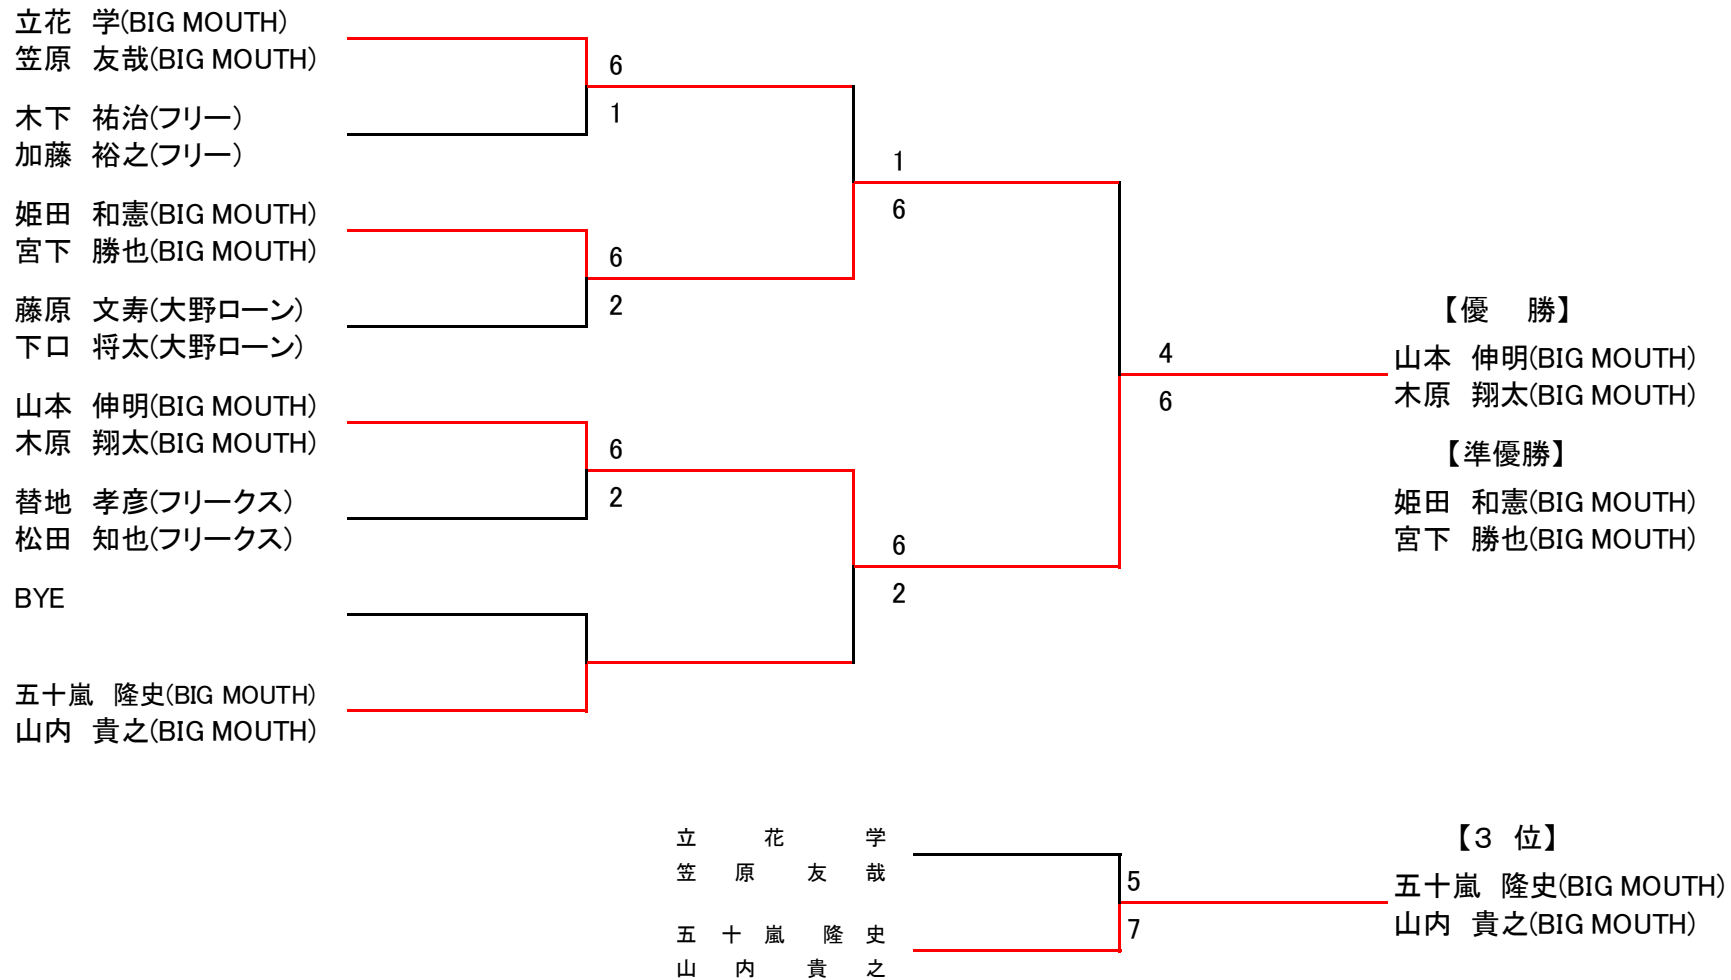 立花　学(BIG MOUTH)
笠原　友哉(BIG MOUTH)
6
1
木下　祐治(フリー)
加藤　裕之(フリー)
1
6
姫田　和憲(BIG MOUTH)
宮下　勝也(BIG MOUTH)
6
2
藤原　文寿(大野ローン)
下口　将太(大野ローン)
4
6
【優　勝】
山本　伸明(BIG MOUTH)
木原　翔太(BIG MOUTH)
山本　伸明(BIG MOUTH)
木原　翔太(BIG MOUTH)
6
2
【準優勝】
姫田　和憲(BIG MOUTH)
宮下　勝也(BIG MOUTH)
替地　孝彦(フリークス)
松田　知也(フリークス)
6
2
BYE
五十嵐　隆史(BIG MOUTH)
山内　貴之(BIG MOUTH)
立花学
笠原友哉
5
7
五十嵐隆史
山内貴之
【３ 位】
五十嵐　隆史(BIG MOUTH)
山内　貴之(BIG MOUTH)